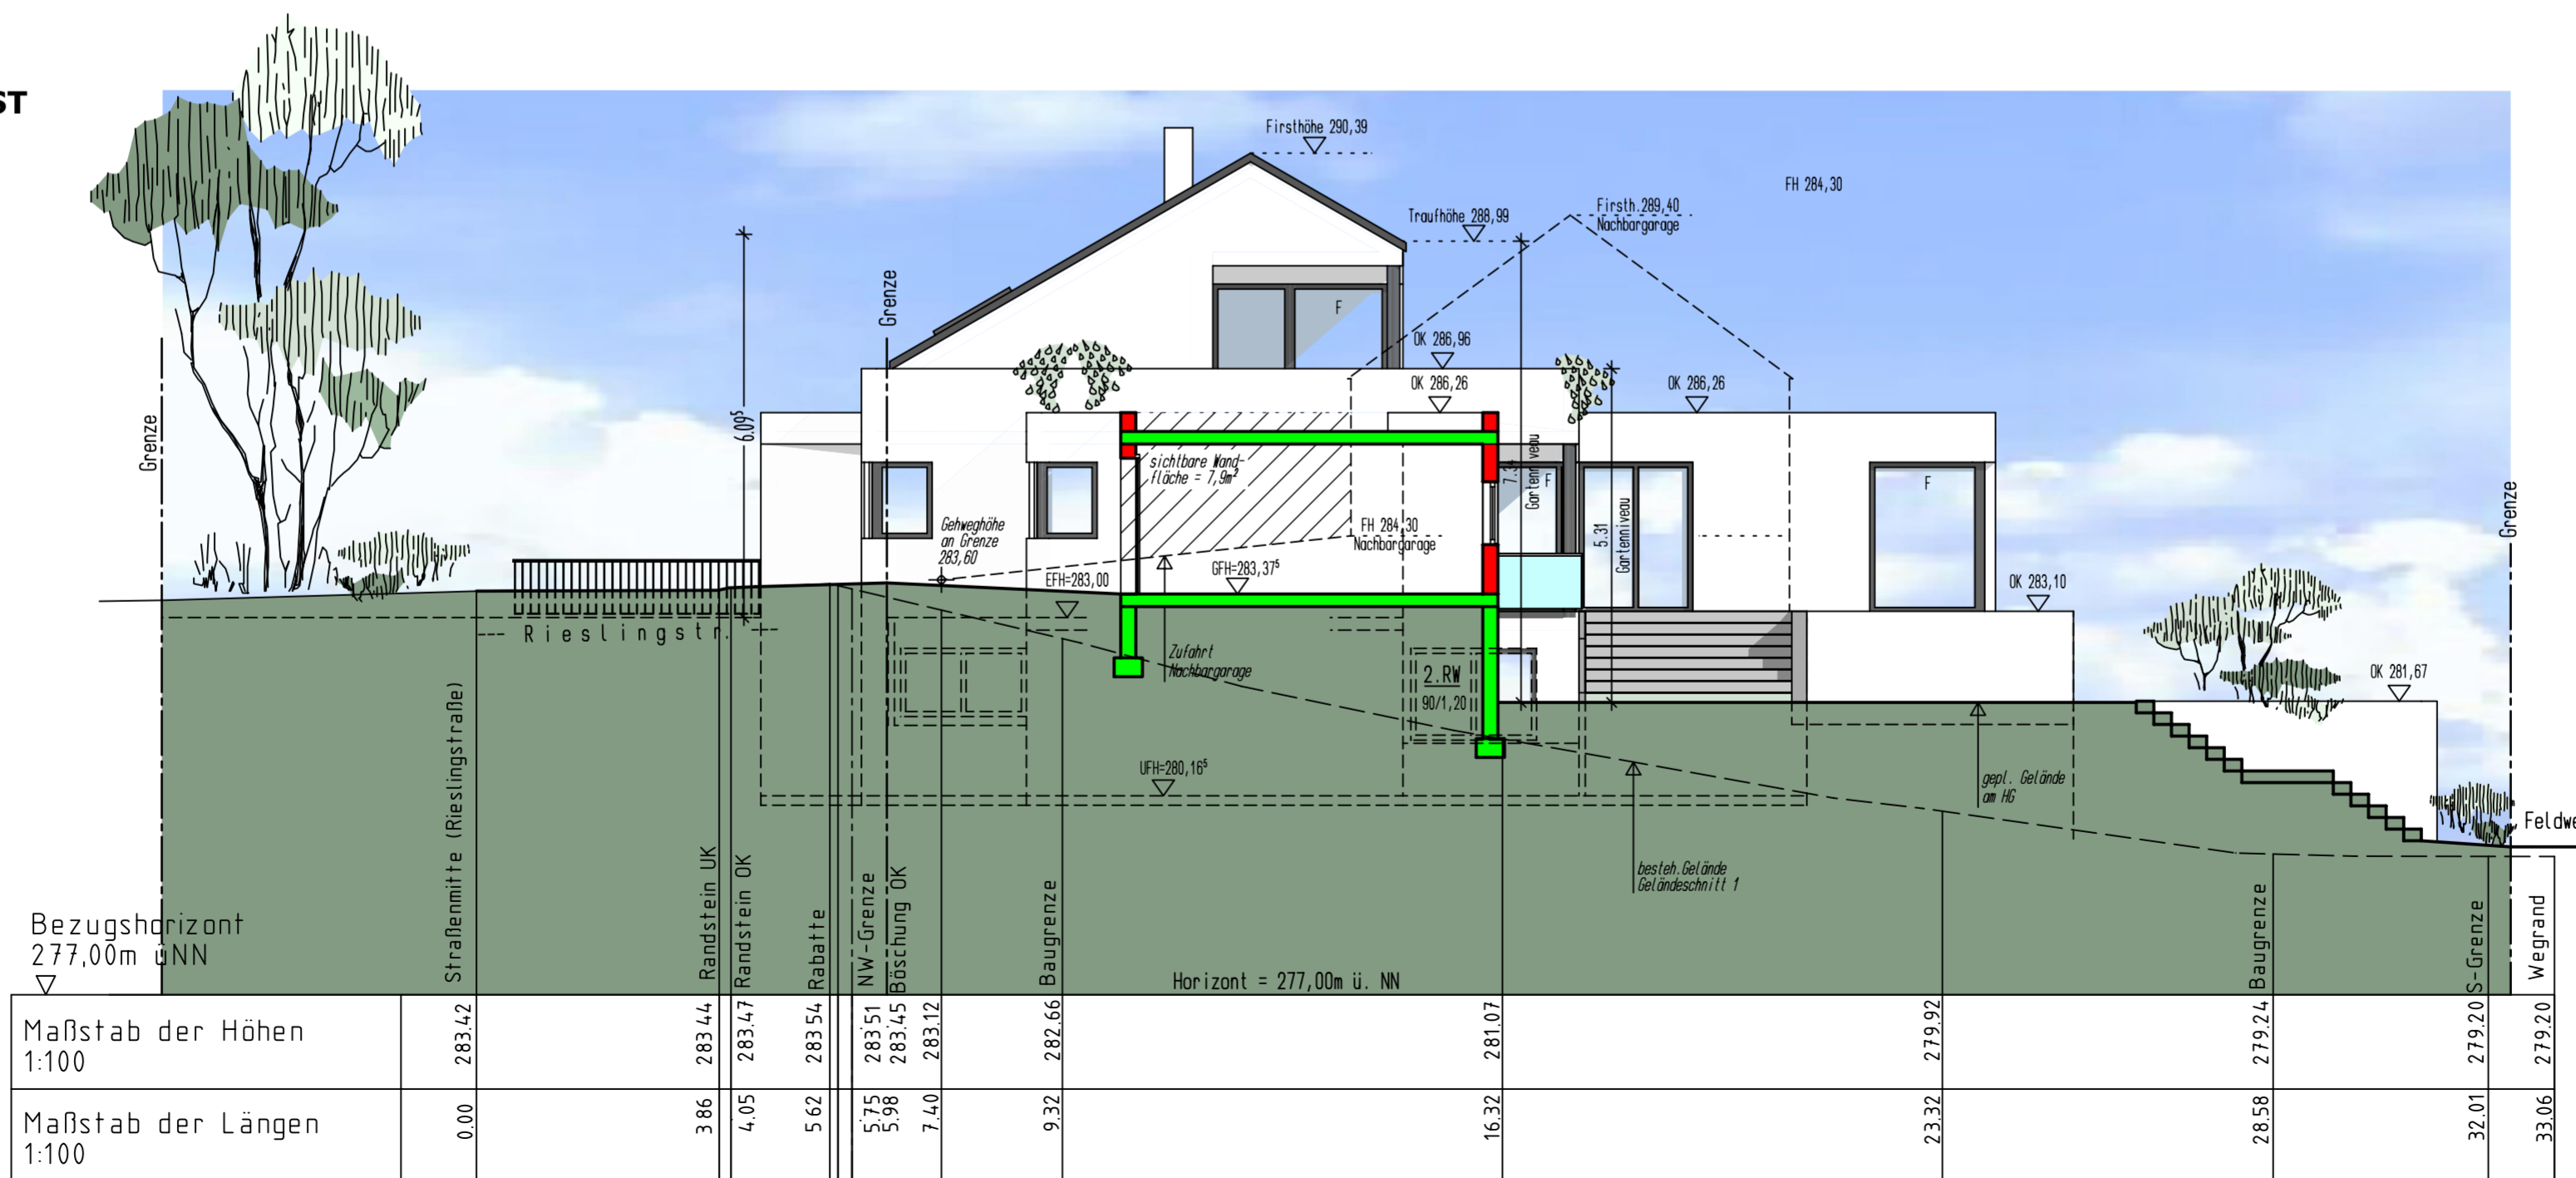 ST
Firsthöhe 290,39
FH 284,30
Firsth.289,40
Nachbargarage
Traufhöhe 288,99
Grenze
OK 286,96
OK 286,26
OK 286,26
Grenze
6.09⁵
sichtbare Wand-
fläche = 7,9m²
F
F
F
7.34
Gartenniveau
5.31
Gartenniveau
Grenze
Gehweghöhe
an Grenze
283,60
FH 284,30
Nachbargarage
EFH=283,00
GFH=283,37⁵
OK 283,10
Rieslingstr.
Zufahrt
Nachbargarage
2.RW
90/1,20
OK 281,67
UFH=280,16⁵
gepl. Gelände
am HG
Feldwe
besteh.Gelände
Geländeschnitt 1
Straßenmitte (Rieslingstraße)
Randstein UK
Randstein OK
Rabatte
NW-Grenze
Böschung OK
Baugrenze
Baugrenze
S-Grenze
Wegrand
Bezugshorizont
277,00m üNN
Horizont = 277,00m ü. NN
Maßstab der Höhen
1:100
283.42
283 44
283.47
283 54
283.51
283.45
283.12
282.66
281.07
279.92
279.24
279.20
279.20
Maßstab der Längen
1:100
0.00
3 86
4.05
5 62
5.75
5.98
7.40
9.32
16.32
23.32
28.58
32.01
33.06